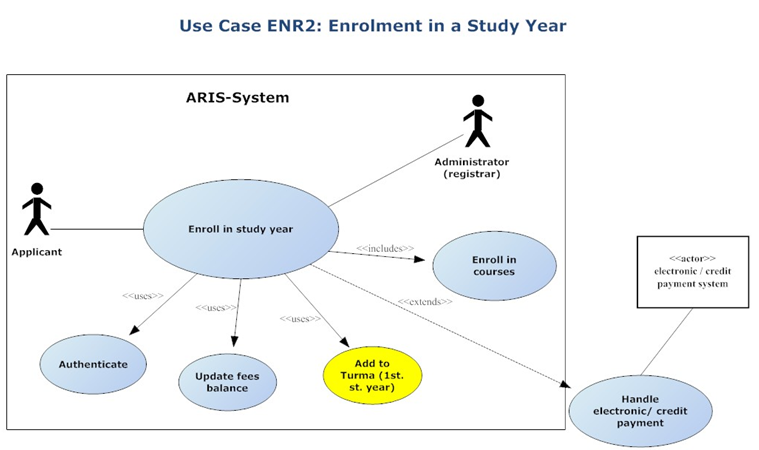 Use Case ENR2: Enrolment in a Study Year
ARIS-System
Administrator
(registrar)
Applicant
Enroll in study year
<<includes>>
Enroll in
courses
<<actor>>
electronic / credit
payment system
<<uses>>
<<uses>>
<<uses>>
<<extends>>
Authenticate
Update fees
balance
Add to
Turma (1st.
st. year)
Handle
electronic/ credit
payment